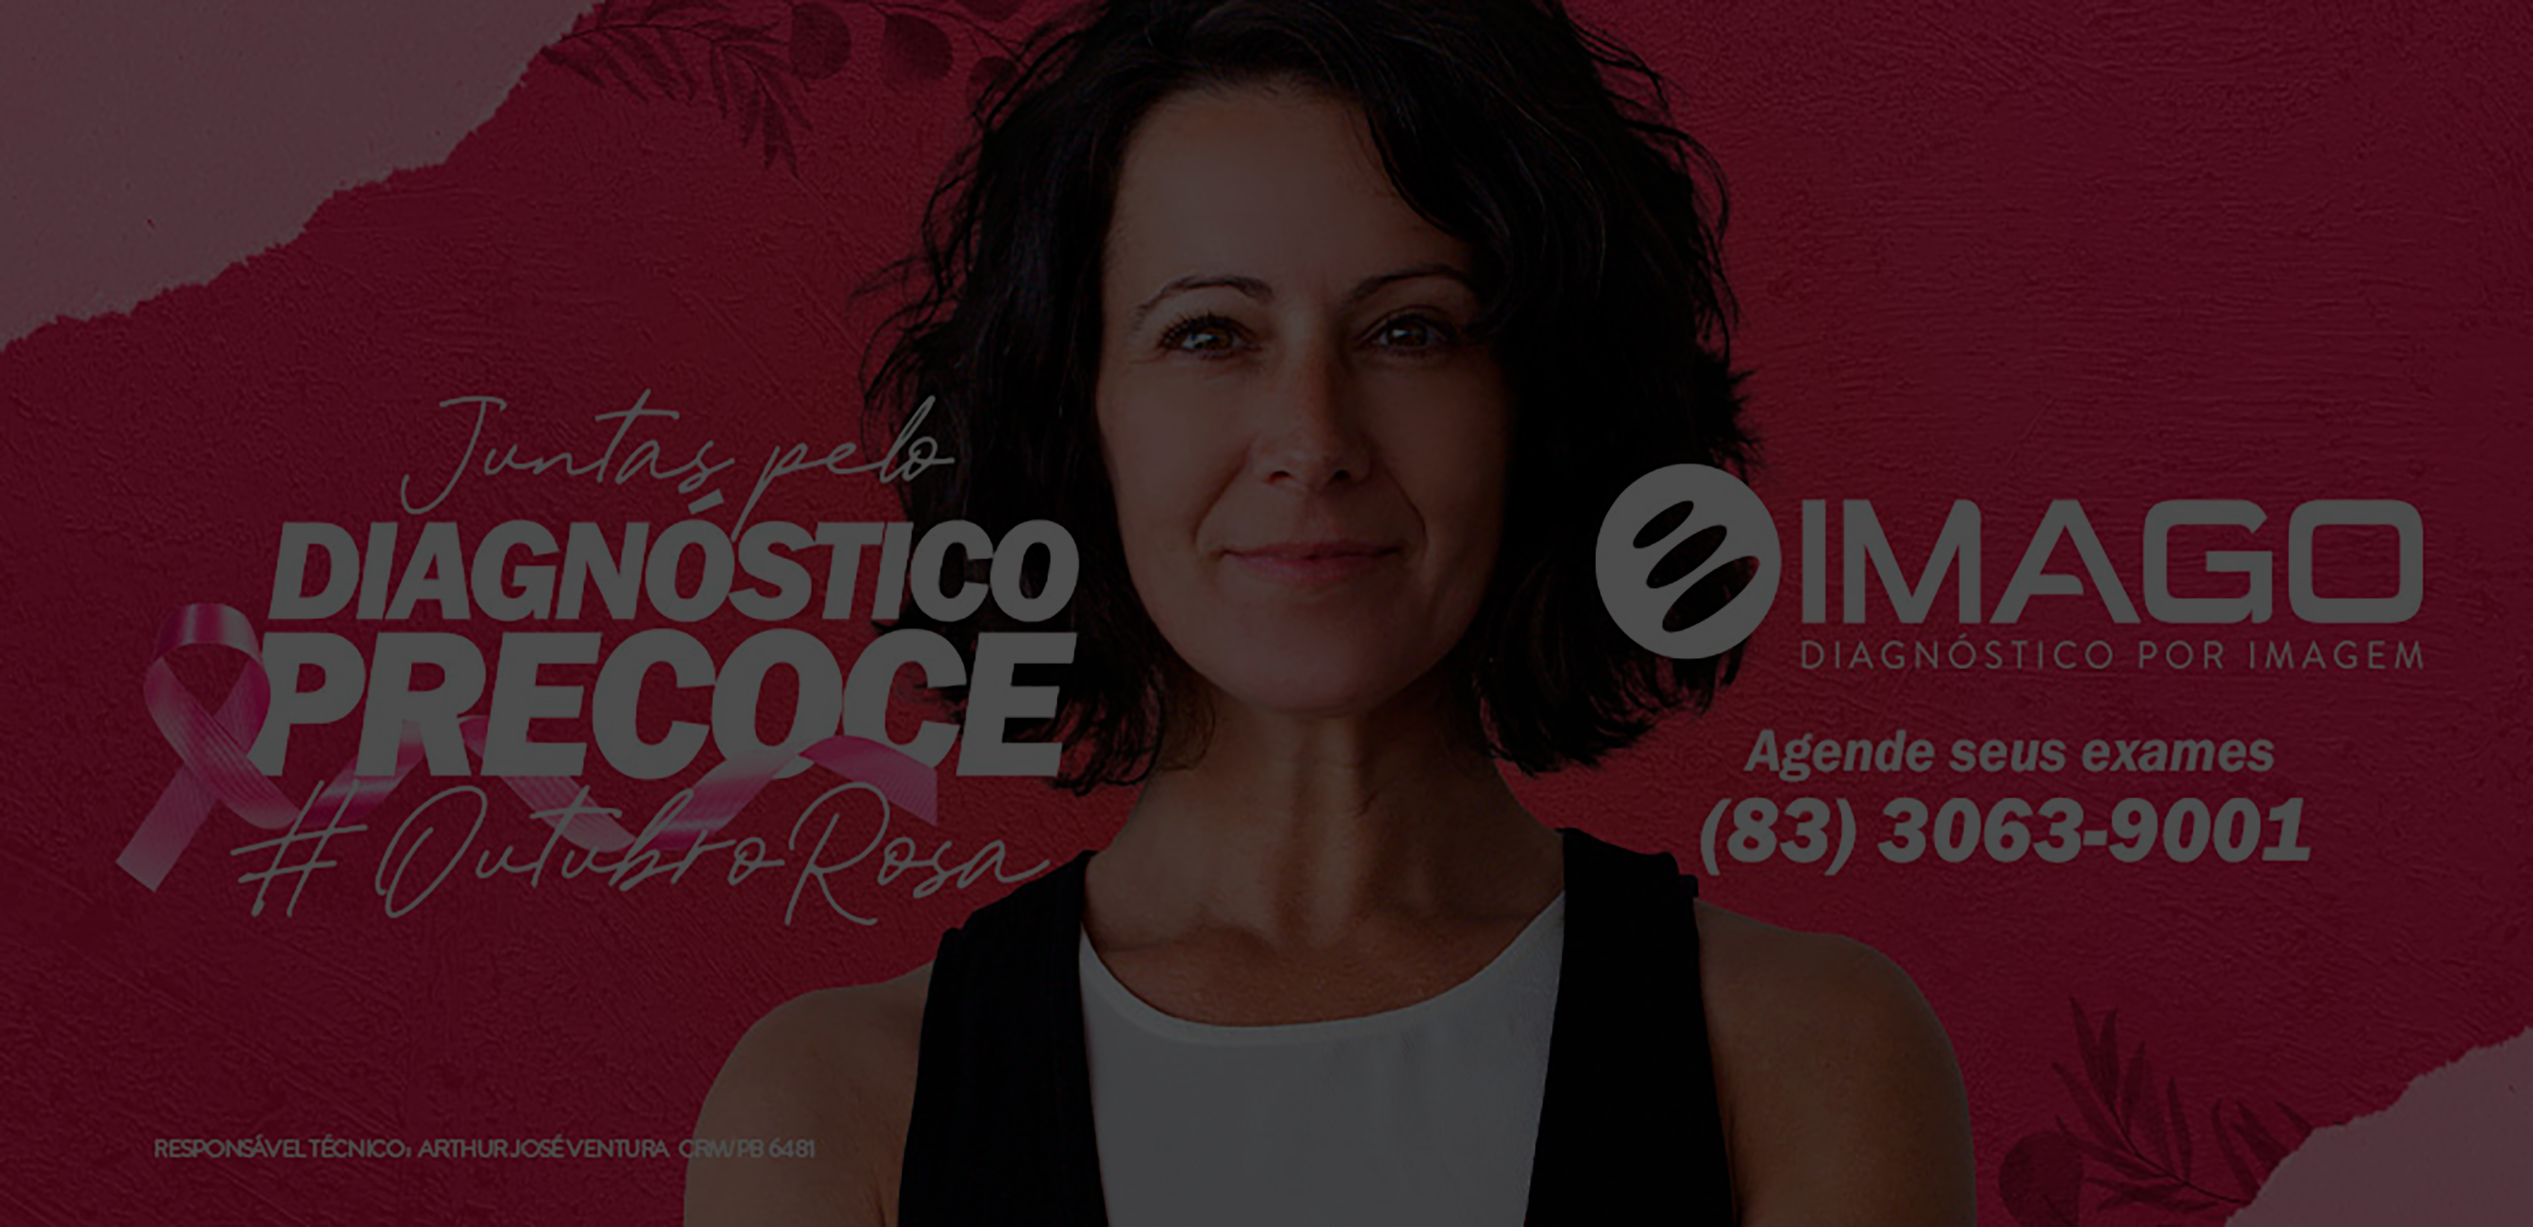 Juntas pelo
DIAGNÓSTICO
PRECOCE
#OutubroRosa
IMAGO
DIAGNÓSTICO POR IMAGEM
Agende seus exames
(83) 3063-9001
RESPONSÁVEL TÉCNICO: ARTHUR JOSÉ VENTURA CRM/PB 6481